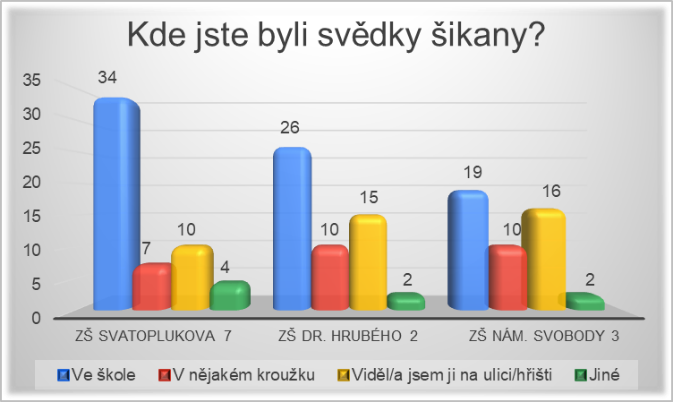 Kde jste byli svědky šikany?
35
30
25
20
15
10
5
0
34
7
10
4
26
10
15
2
19
10
16
2
ZŠ SVATOPLUKOVA 7
ZŠ DR. HRUBÉHO 2
ZŠ NÁM. SVOBODY 3
Ve škole
V nějakém kroužku
Viděl/a jsem ji na ulici/hřišti
Jiné